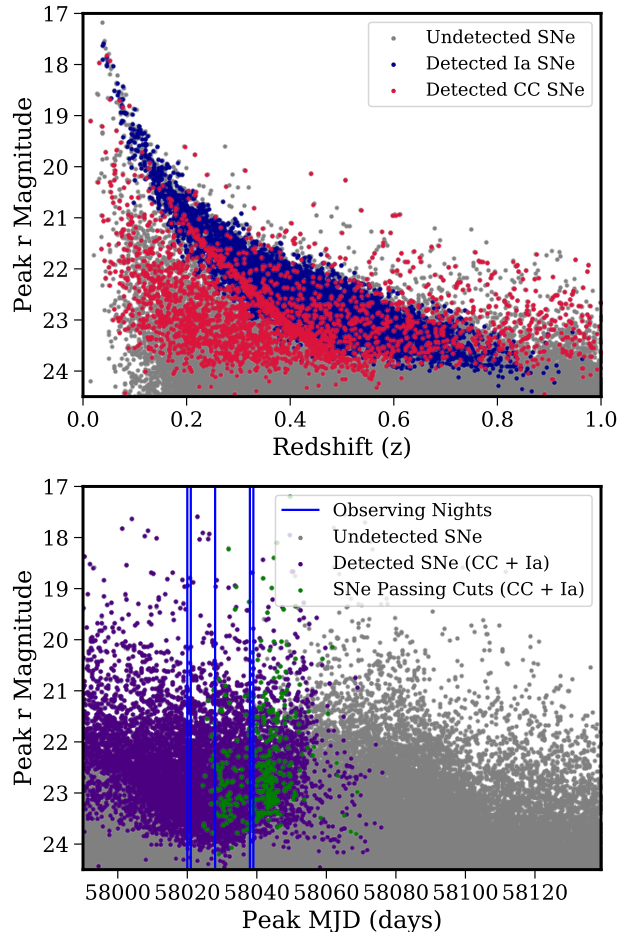 17
18
19
20
21
22
23
24
Peak r Magnitude
Undetected SNe
Detected Ia SNe
Detected CC SNe
0.0 0.2 0.4 0.6 0.8 1.0
Redshift (z)
17
18
19
20
21
22
23
24
Peak r Magnitude
Observing Nights
Undetected SNe
Detected SNe (CC + Ia)
SNe Passing Cuts (CC + Ia)
58000 58020 58040 58060 58080 58100 58120
Peak MJD (days)